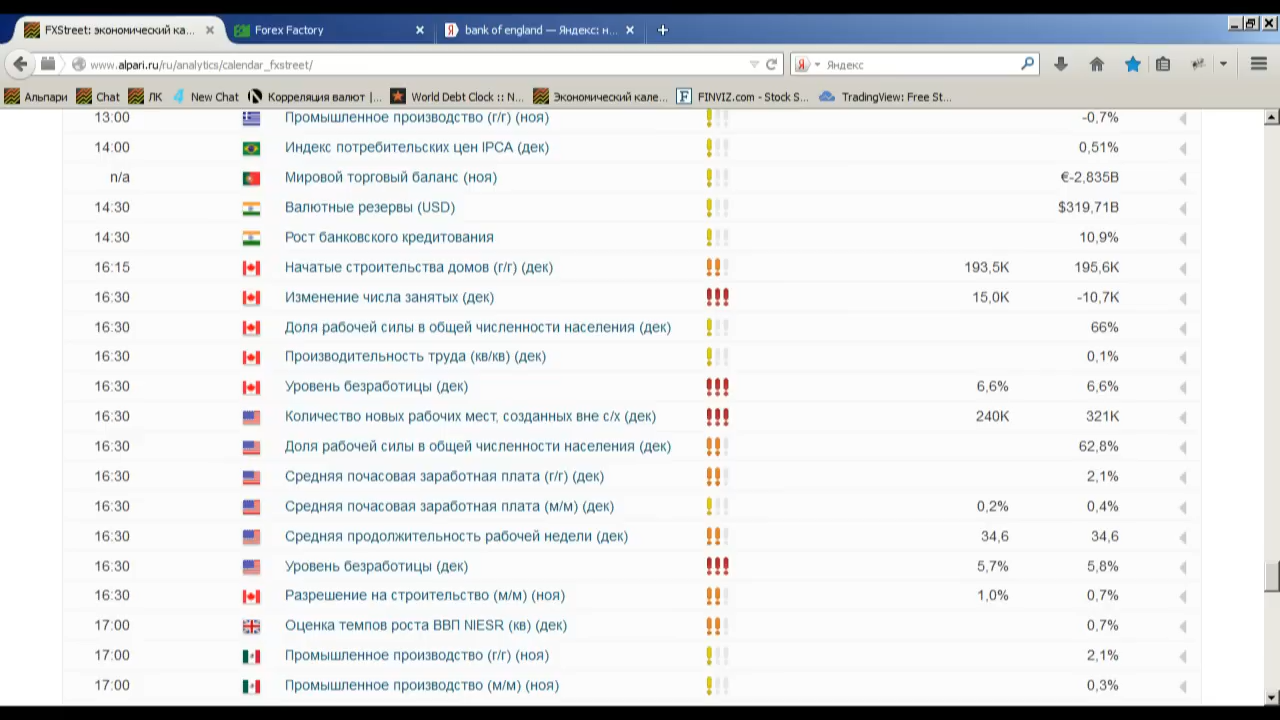 FXStreet: экономический ка...
Forex Factory
bank of england — Яндекс: н...
www.alpari.ru/ru/analytics/calendar_fxstreet/
Яндекс
Альпари Chat ЛК New Chat Корреляция валют |... World Debt Clock :: N... Экономический кале... FINVIZ.com - Stock S... TradingView: Free St...
13:00 Промышленное производство (г/г) (ноя) -0,7%
14:00 Индекс потребительских цен IPCA (дек) 0,51%
n/a Мировой торговый баланс (ноя) €-2,835B
14:30 Валютные резервы (USD) $319,71B
14:30 Рост банковского кредитования 10,9%
16:15 Начатые строительства домов (г/г) (дек) 193,5K 195,6K
16:30 Изменение числа занятых (дек) 15,0K -10,7K
16:30 Доля рабочей силы в общей численности населения (дек) 66%
16:30 Производительность труда (кв/кв) (дек) 0,1%
16:30 Уровень безработицы (дек) 6,6% 6,6%
16:30 Количество новых рабочих мест, созданных вне с/х (дек) 240K 321K
16:30 Доля рабочей силы в общей численности населения (дек) 62,8%
16:30 Средняя почасовая заработная плата (г/г) (дек) 2,1%
16:30 Средняя почасовая заработная плата (м/м) (дек) 0,2% 0,4%
16:30 Средняя продолжительность рабочей недели (дек) 34,6 34,6
16:30 Уровень безработицы (дек) 5,7% 5,8%
16:30 Разрешение на строительство (м/м) (ноя) 1,0% 0,7%
17:00 Оценка темпов роста ВВП NIESR (кв) (дек) 0,7%
17:00 Промышленное производство (г/г) (ноя) 2,1%
17:00 Промышленное производство (м/м) (ноя) 0,3%